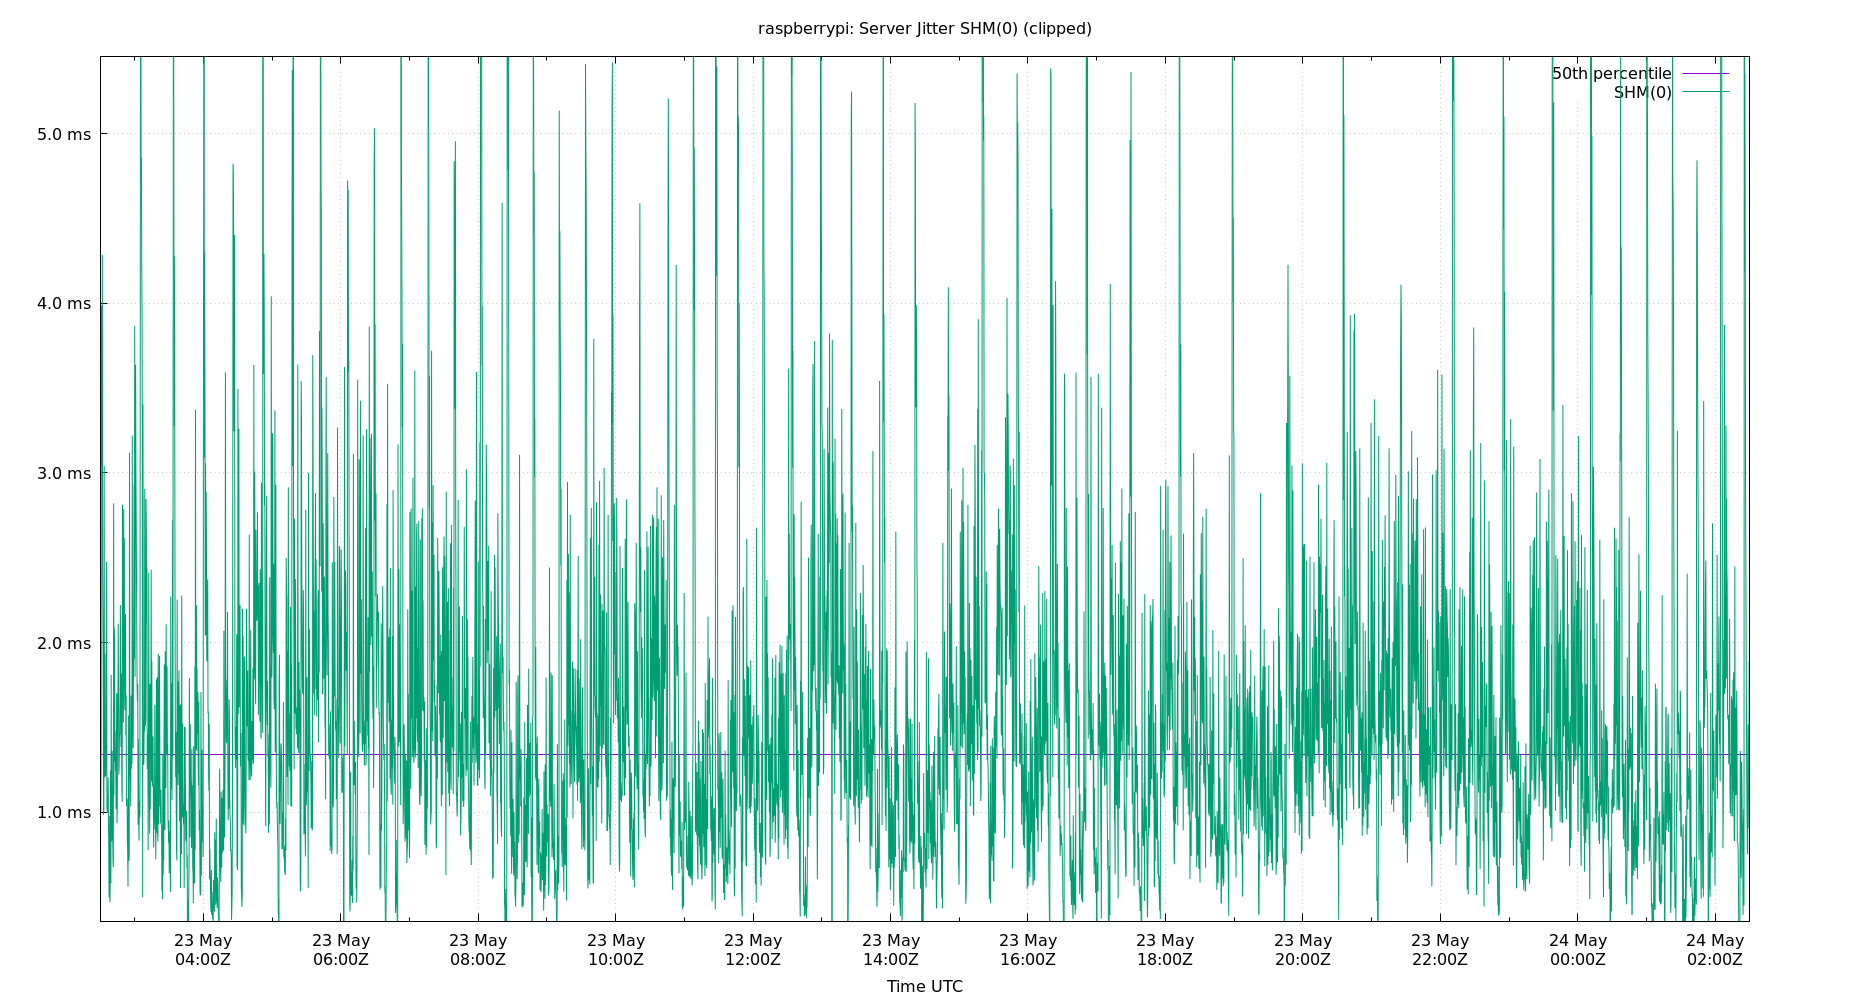 raspberrypi: Server Jitter SHM(0) (clipped)
50th percentile
SHM(0)
5.0 ms
4.0 ms
3.0 ms
2.0 ms
1.0 ms
23 May 23 May 23 May 23 May 23 May 23 May 23 May 23 May 23 May 23 May 24 May 24 May
04:00Z 06:00Z 08:00Z 10:00Z 12:00Z 14:00Z 16:00Z 18:00Z 20:00Z 22:00Z 00:00Z 02:00Z
Time UTC